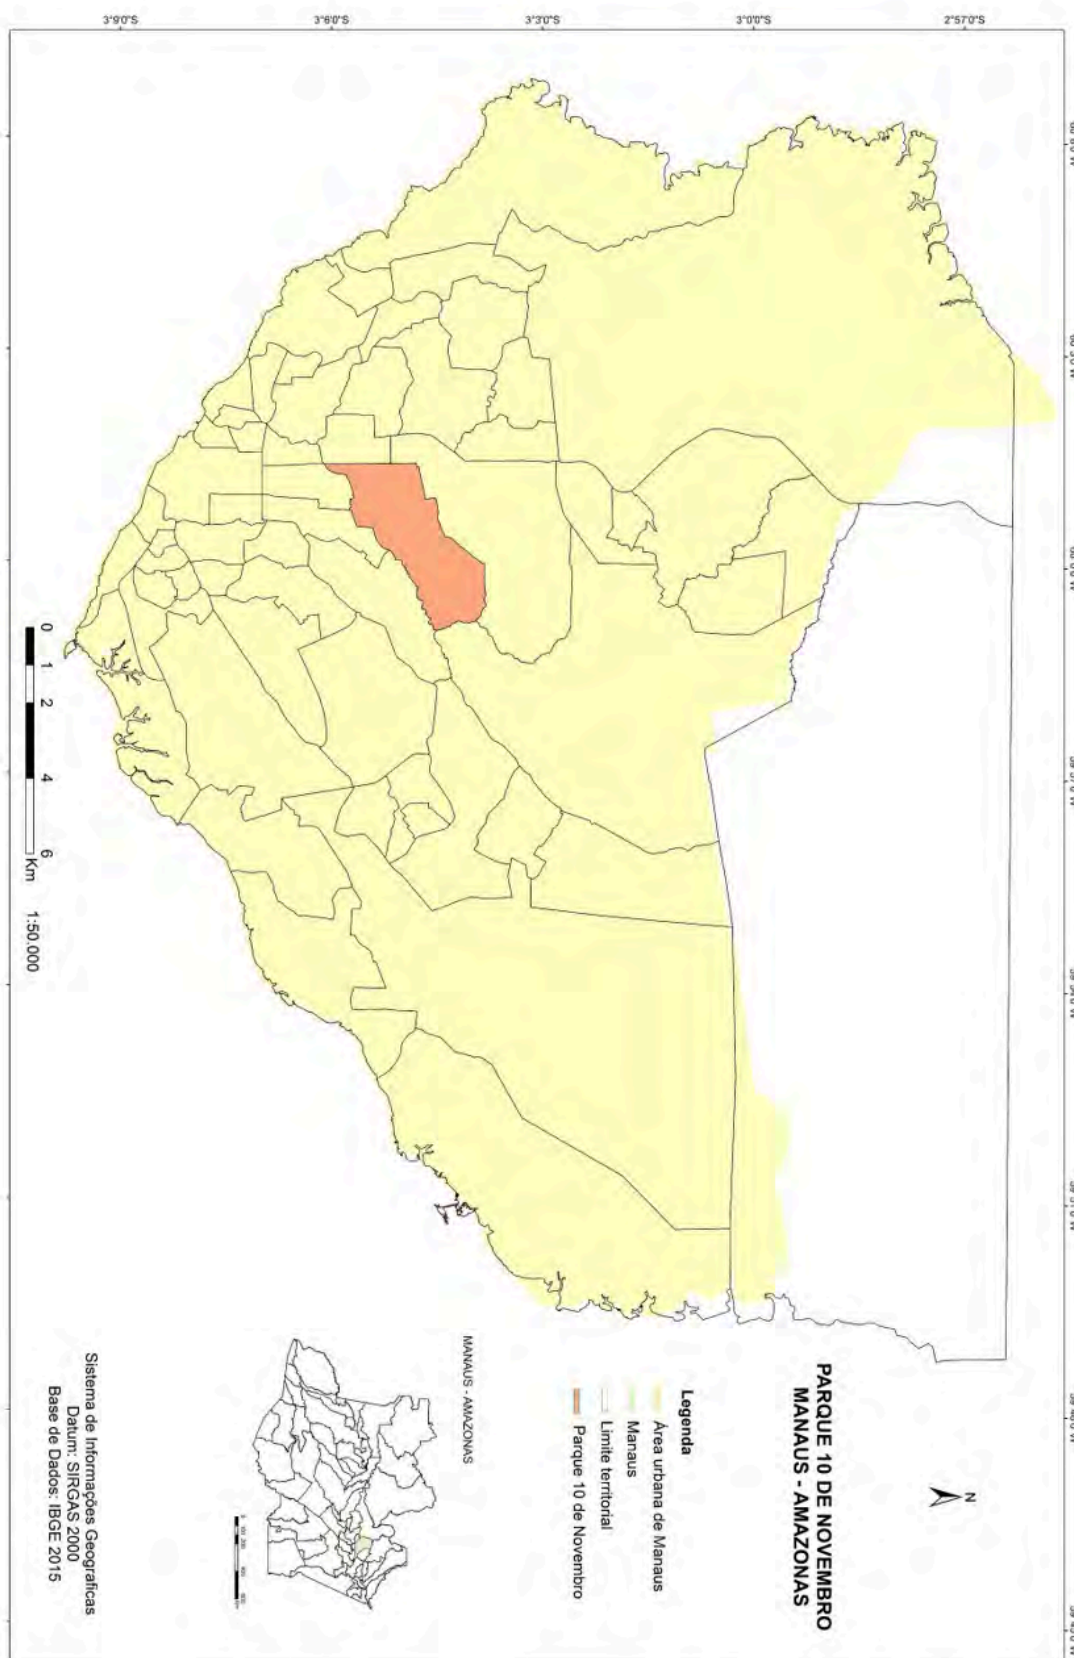 3°9'0"S
3°6'0"S
3°3'0"S
3°0'0"S
2°57'0"S
PARQUE 10 DE NOVEMBRO
MANAUS - AMAZONAS
N
Legenda
Área urbana de Manaus
Manaus
Limite territorial
Parque 10 de Novembro
MANAUS - AMAZONAS
0 1 2 4 6
Km
1:50.000
Sistema de Informações Geograficas
Datum: SIRGAS 2000
Base de Dados: IBGE 2015